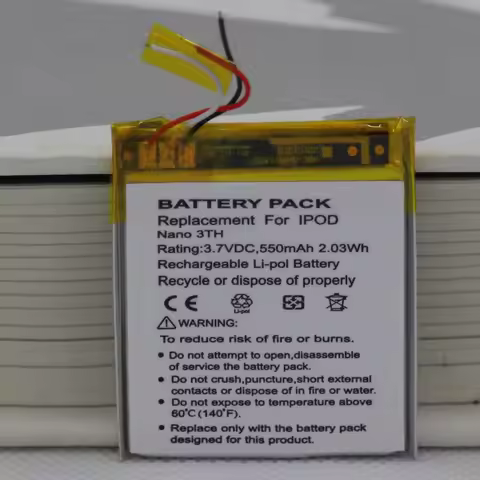 BATTERY PACK
Replacement For IPOD
Nano 3TH
Rating:3.7VDC,550mAh 2.03Wh
Rechargeable Li-pol Battery
Recycle or dispose of properly
CE
Li-pol
WARNING:
To reduce risk of fire or burns.
• Do not attempt to open,disassemble
of service the battery pack.
• Do not crush,puncture,short external
contacts or dispose of in fire or water.
• Do not expose to temperature above
60℃(140℉).
• Replace only with the battery pack
designed for this product.